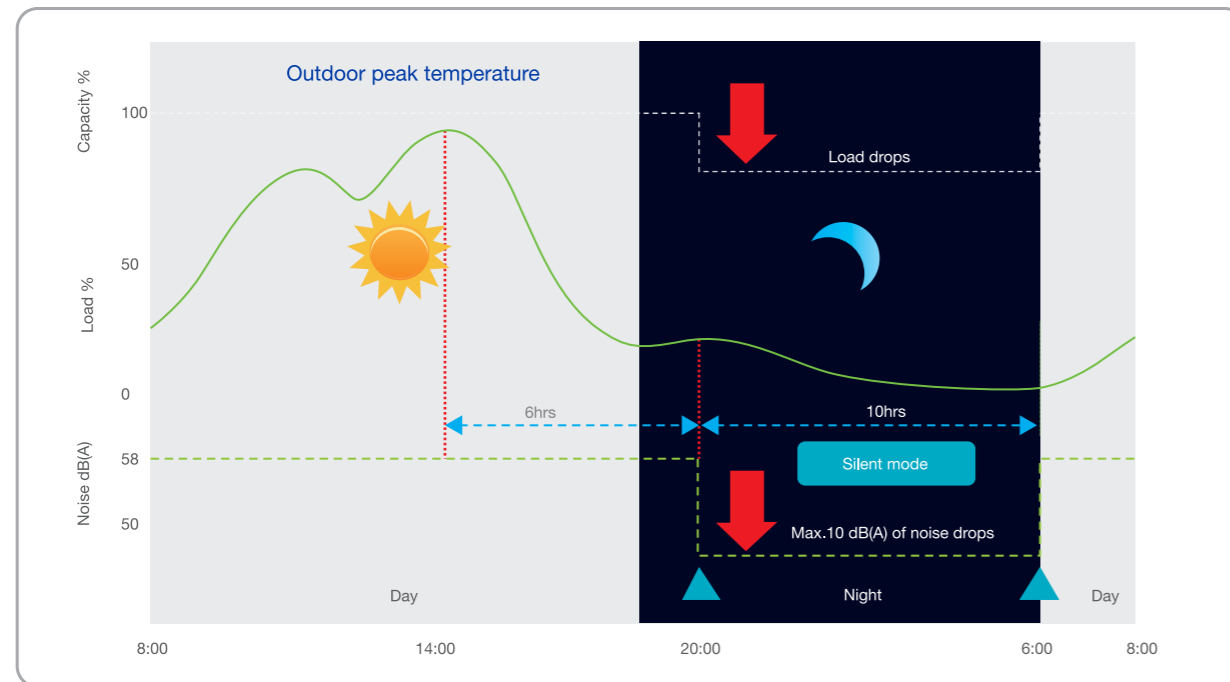 Outdoor peak temperature
Capacity %
100
Load drops
50
Load %
0
6hrs
10hrs
Noise dB(A)
58
Silent mode
50
Max.10 dB(A) of noise drops
Day
Night
Day
8:00
14:00
20:00
6:00
8:00